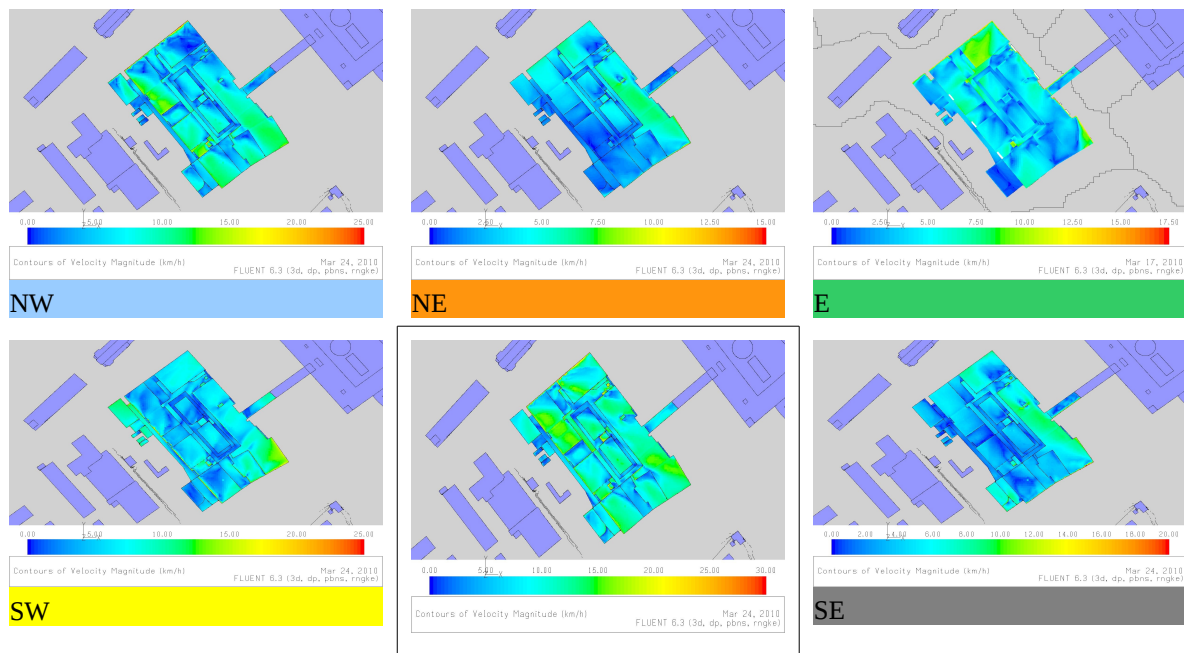 0.00 5.00 10.00 15.00 20.00 25.00
Contours of Velocity Magnitude (km/h) Mar 24, 2010
FLUENT 6.3 (3d, dp, pbns, rngke)
NW
0.00 2.50 5.00 7.50 10.00 12.50 15.00
Contours of Velocity Magnitude (km/h) Mar 24, 2010
FLUENT 6.3 (3d, dp, pbns, rngke)
NE
0.00 2.50 5.00 7.50 10.00 12.50 15.00 17.50
Contours of Velocity Magnitude (km/h) Mar 17, 2010
FLUENT 6.3 (3d, dp, pbns, rngke)
E
0.00 5.00 10.00 15.00 20.00 25.00
Contours of Velocity Magnitude (km/h) Mar 24, 2010
FLUENT 6.3 (3d, dp, pbns, rngke)
SW
0.00 5.00 10.00 15.00 20.00 25.00 30.00
Contours of Velocity Magnitude (km/h) Mar 24, 2010
FLUENT 6.3 (3d, dp, pbns, rngke)
0.00 2.00 4.00 6.00 8.00 10.00 12.00 14.00 16.00 18.00 20.00
Contours of Velocity Magnitude (km/h) Mar 24, 2010
FLUENT 6.3 (3d, dp, pbns, rngke)
SE